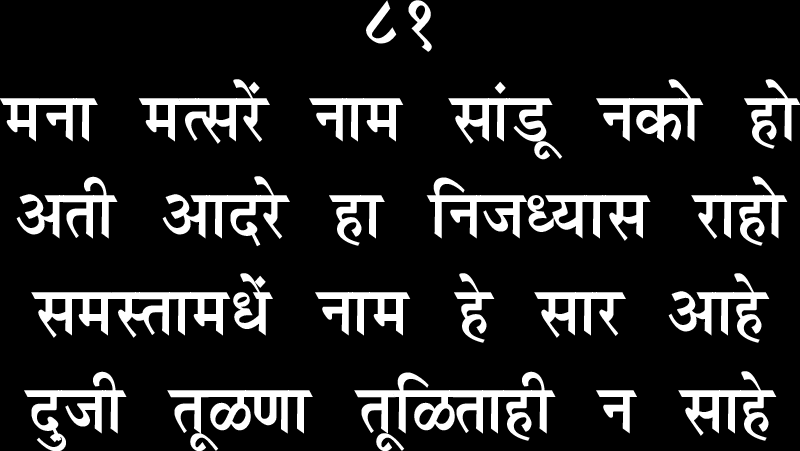 ८१
मना मत्सरें नाम सांडू नको हो
अती आदरे हा निजध्यास राहो
समस्तामधें नाम हे सार आहे
दुजी तूळणा तूळिताही न साहे